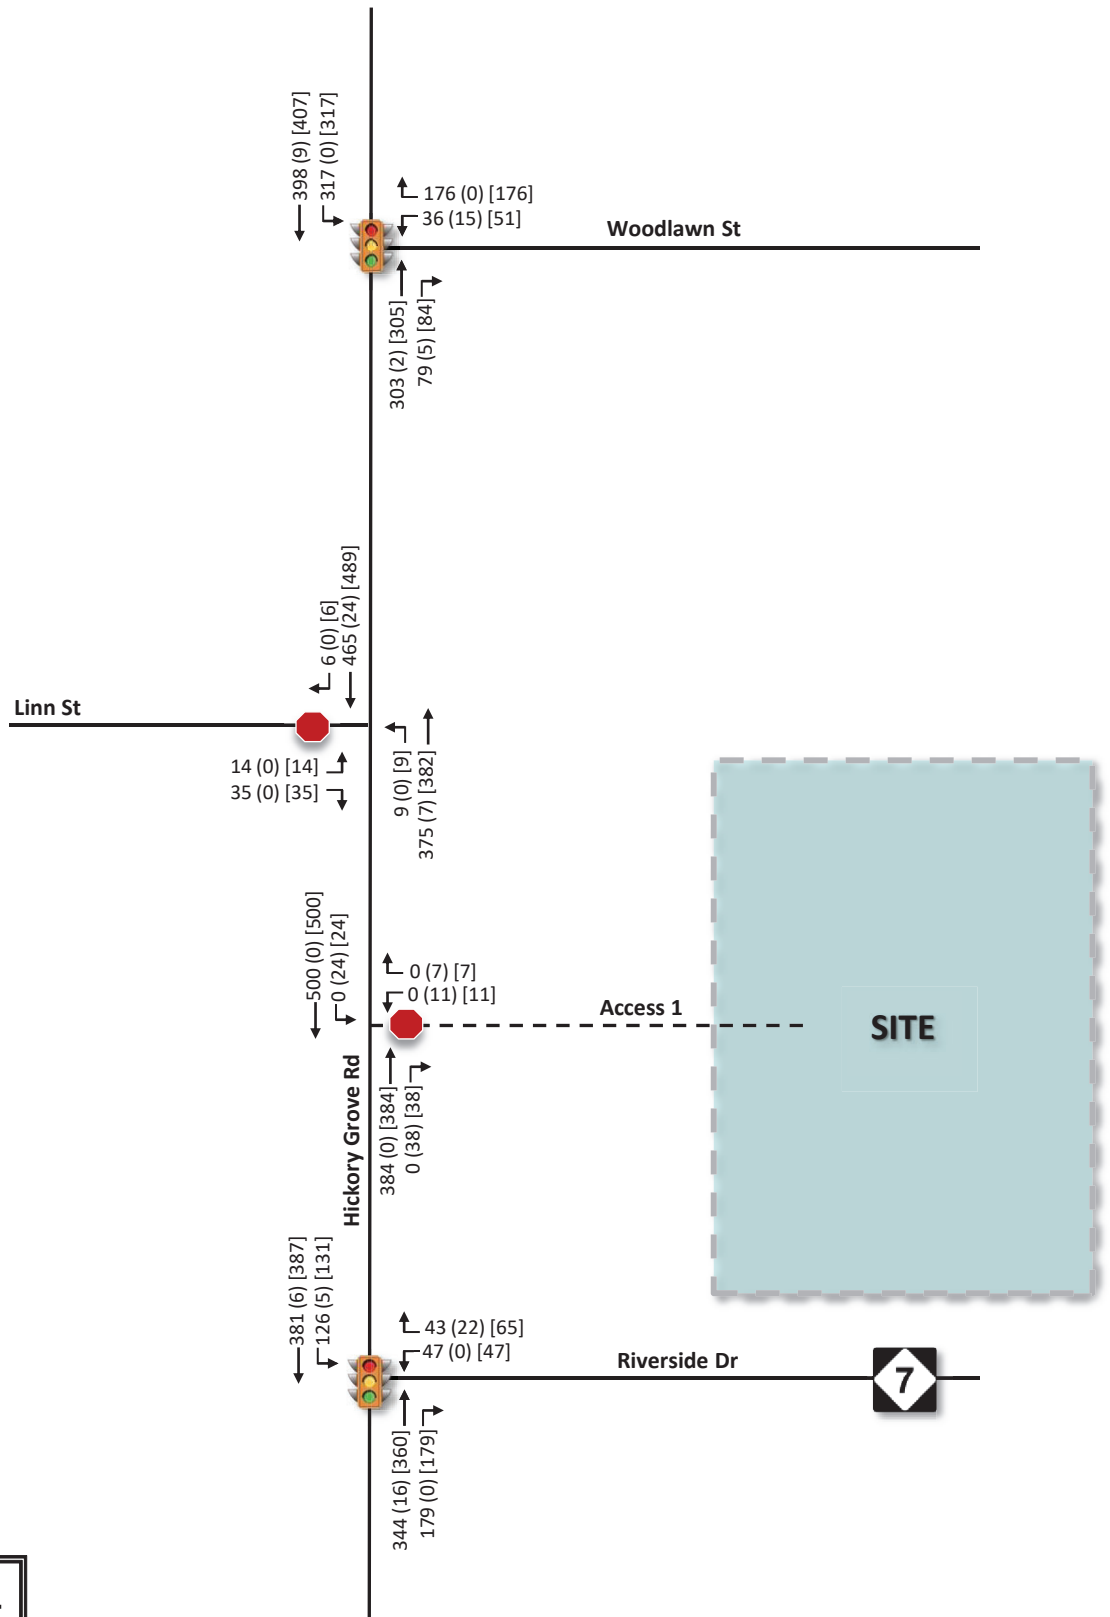 398 (9) [407]
317 (0) [317]
176 (0) [176]
36 (15) [51]
Woodlawn St
303 (2) [305]
79 (5) [84]
6 (0) [6]
465 (24) [489]
Linn St
14 (0) [14]
35 (0) [35]
9 (0) [9]
375 (7) [382]
500 (0) [500]
0 (24) [24]
0 (7) [7]
0 (11) [11]
Access 1
SITE
384 (0) [384]
0 (38) [38]
Hickory Grove Rd
381 (6) [387]
126 (5) [131]
43 (22) [65]
47 (0) [47]
Riverside Dr
7
344 (16) [360]
179 (0) [179]